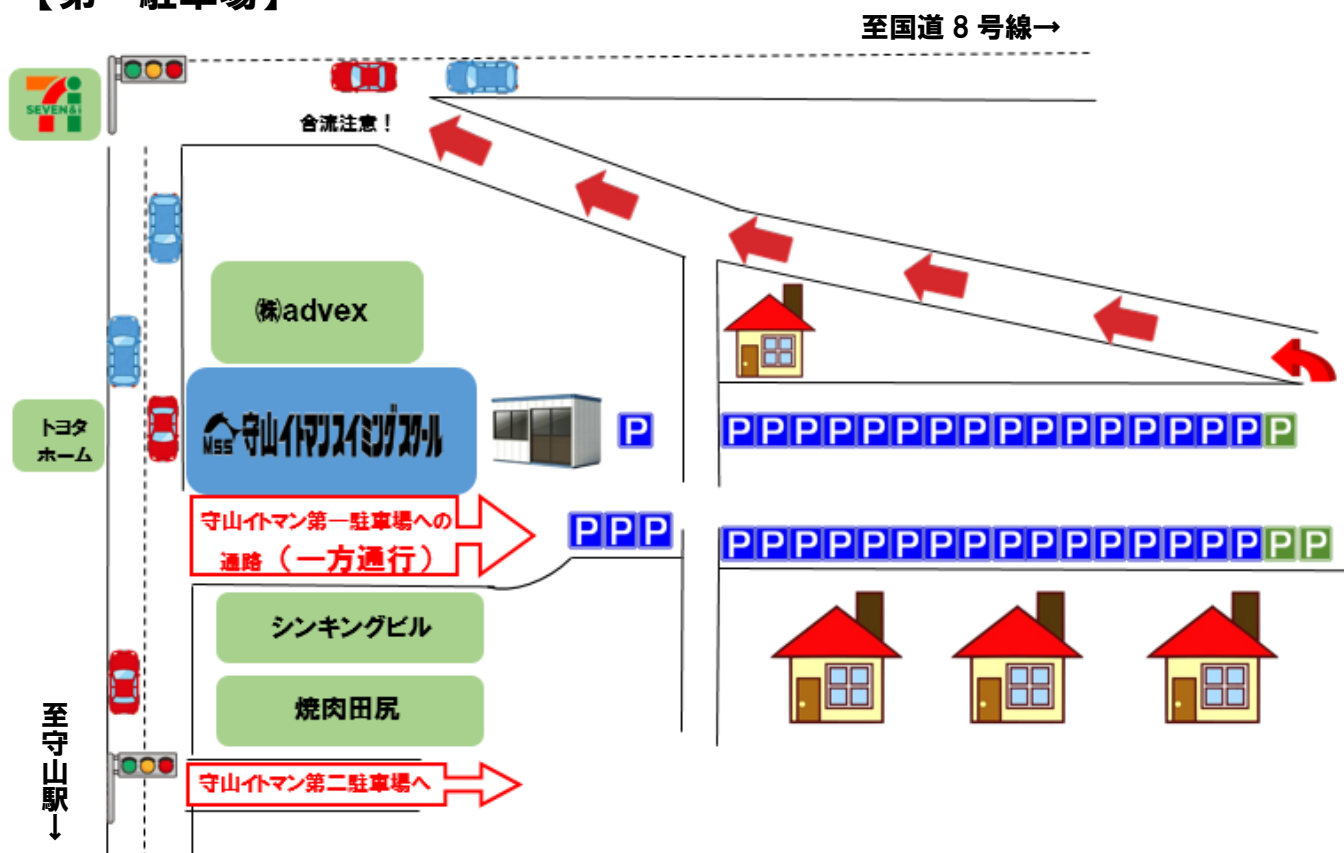 【第一駐車場】
至国道8号線→
SEVEN&i
合流注意！
㈱advex
トヨタ
ホーム
MSS 守山イトマンスイミングスクール
P
PPPPPPPPPPPPPPPPP
守山イトマン第一駐車場への
通路（一方通行）
PPP
PPPPPPPPPPPPPPPPPP
シンキングビル
焼肉田尻
至守山駅→
守山イトマン第二駐車場へ